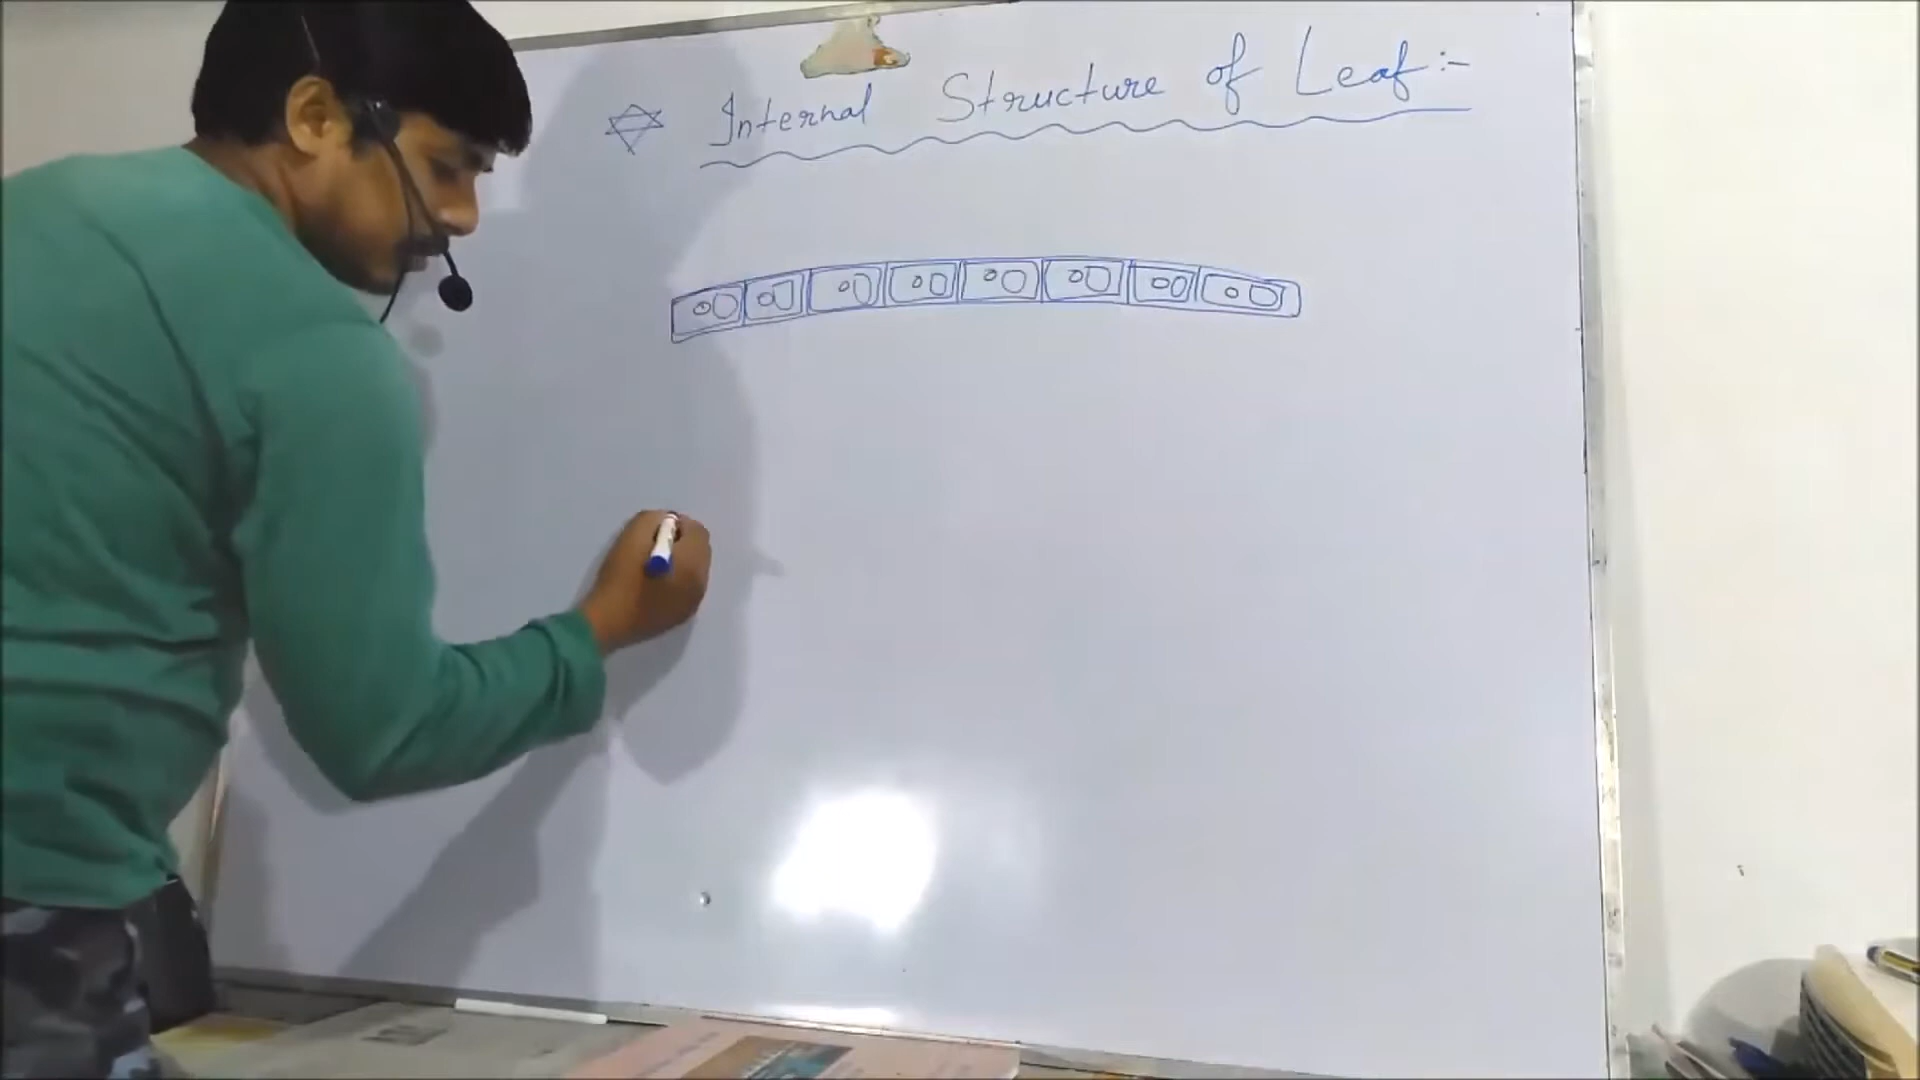 Internal Structure of Leaf :-